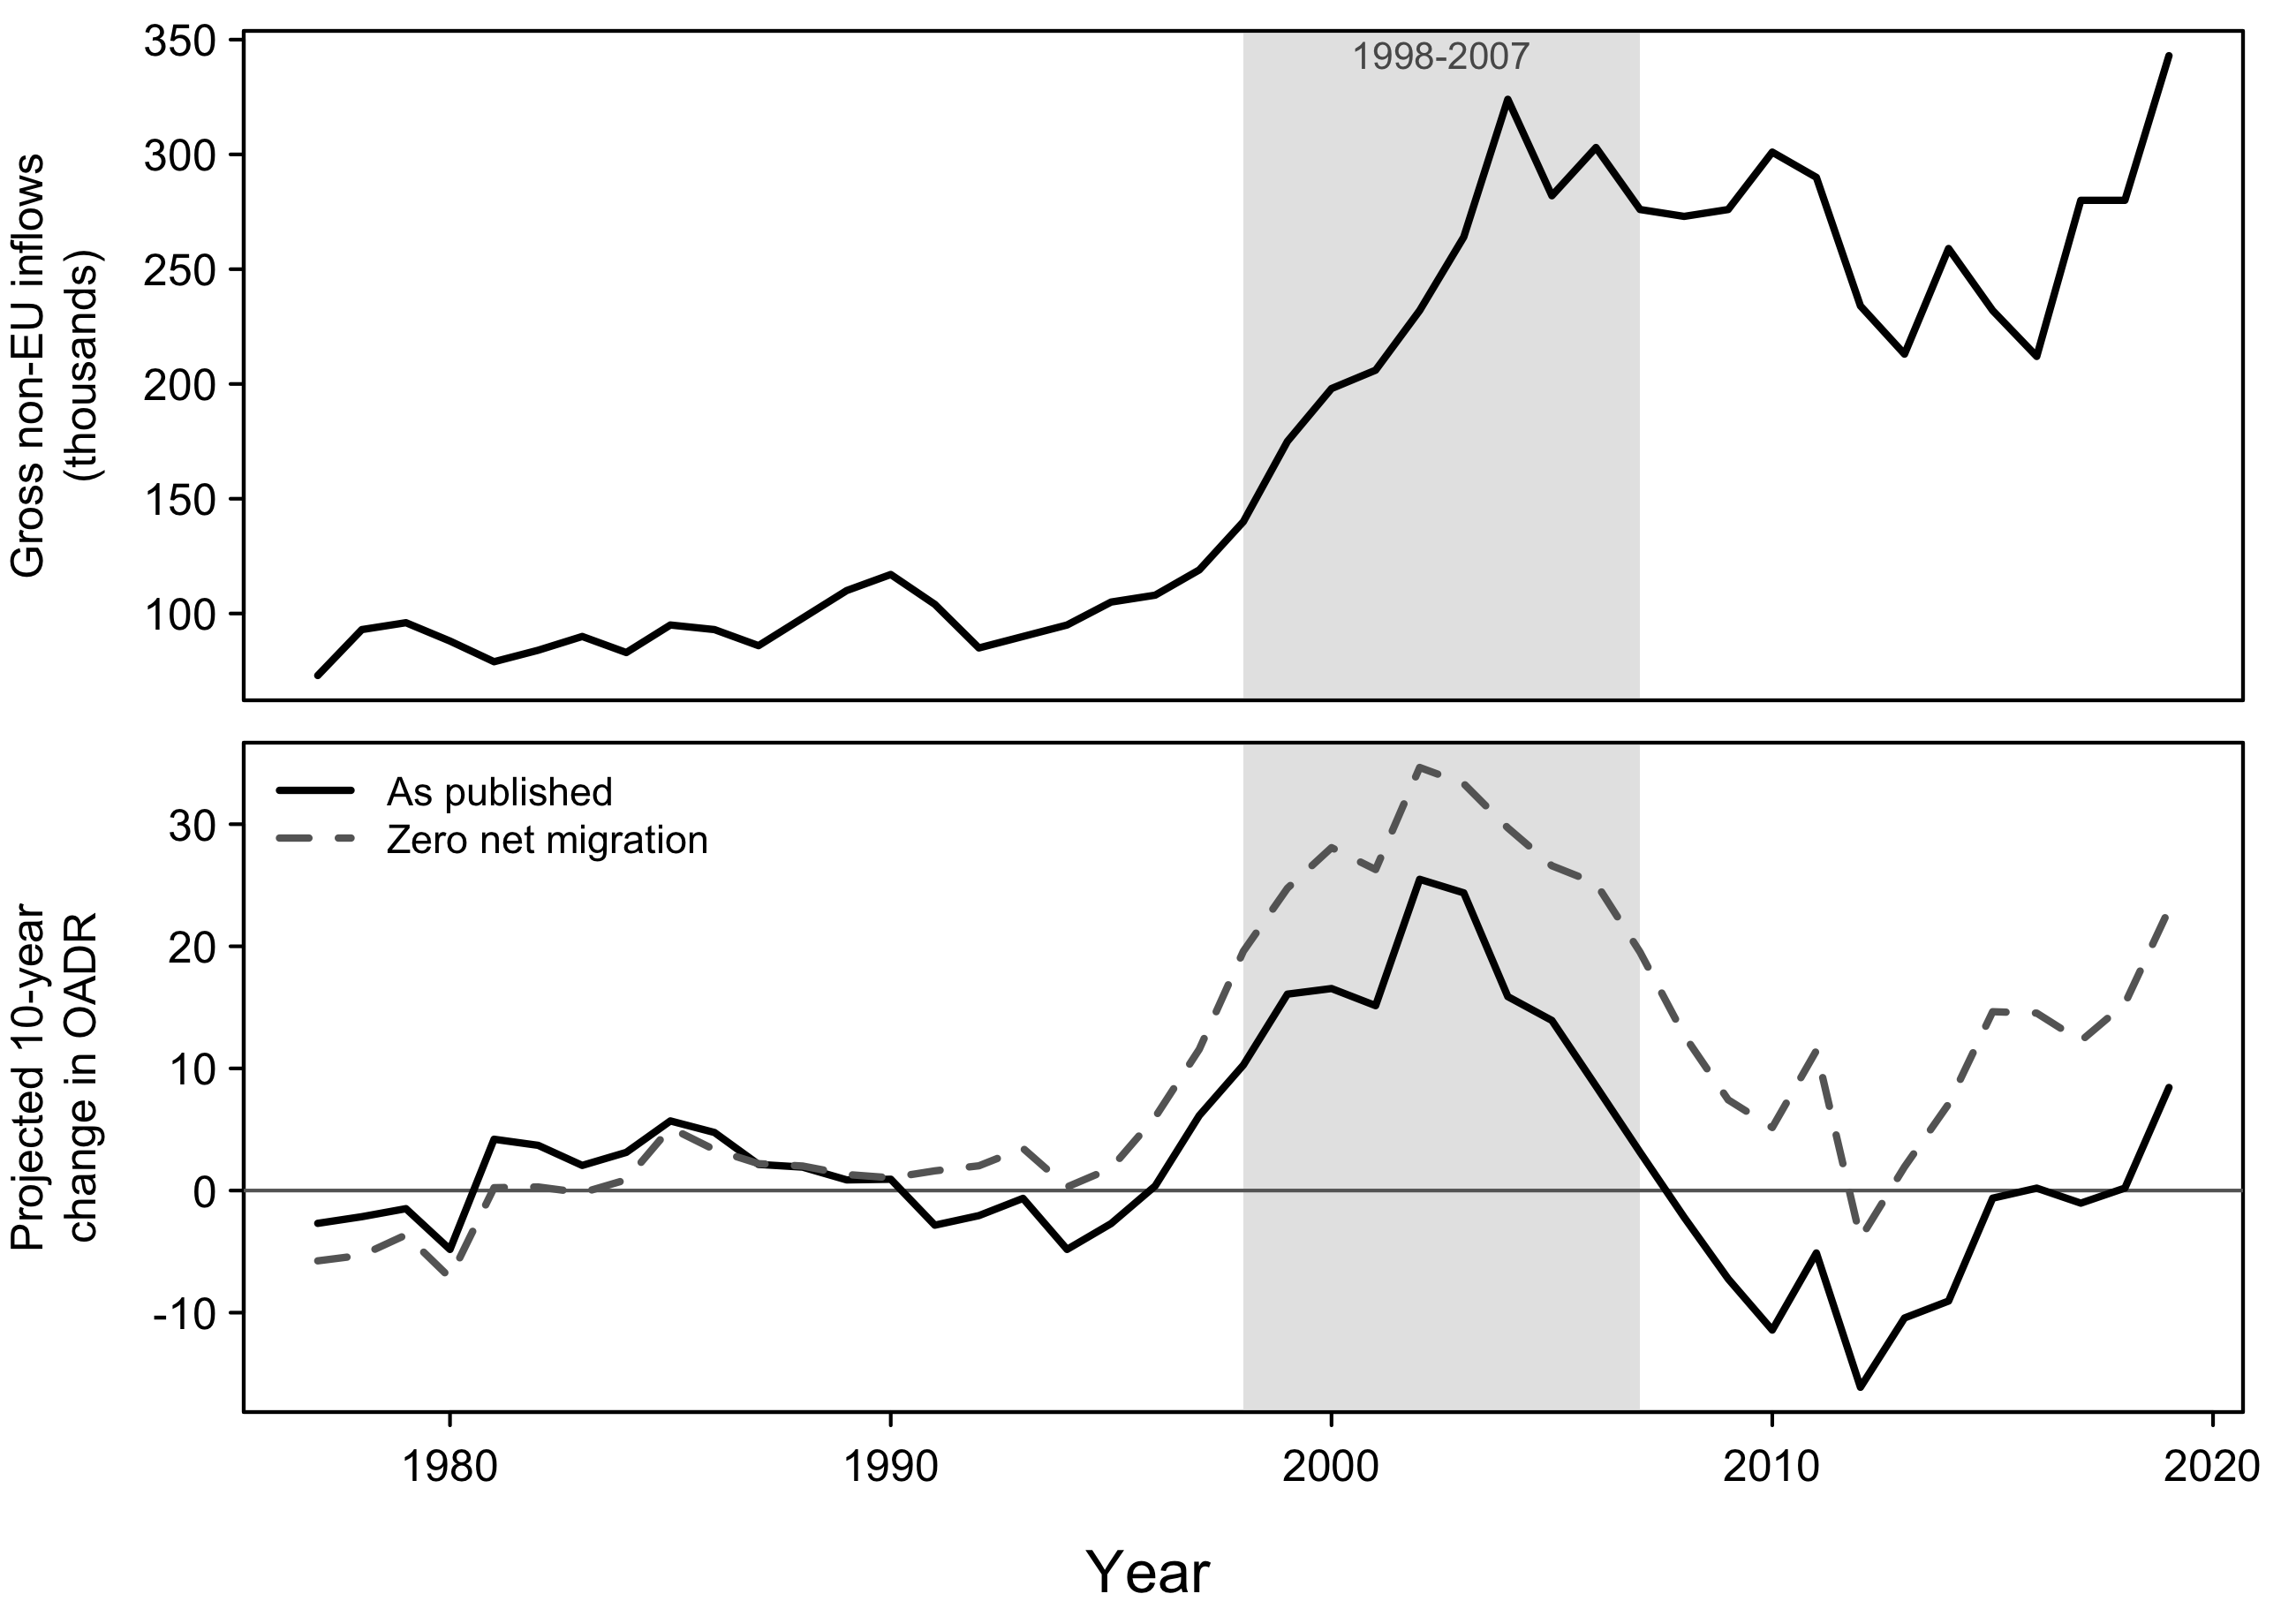 Gross non-EU inflows
(thousands)
350
300
250
200
150
100
1998-2007
Projected 10-year
change in OADR
30
20
10
0
-10
As published
Zero net migration
1980
1990
2000
2010
2020
Year